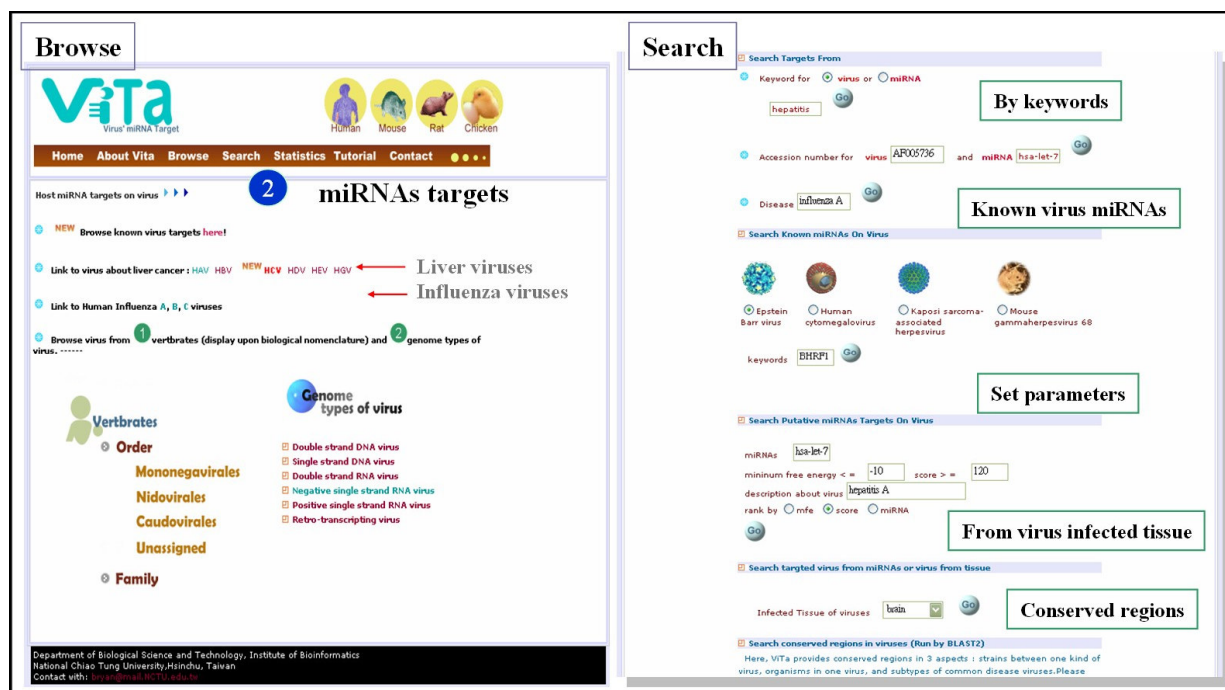 Browse
ViTa
Virus' miRNA Target
Human Mouse Rat Chicken
Home About Vita Browse Search Statistics Tutorial Contact
Host miRNA targets on virus
2 miRNAs targets
NEW Browse known virus targets here!
Link to virus about liver cancer : HAV HBV NEW HCV HDV HEV HGV
Liver viruses
Influenza viruses
Link to Human Influenza A, B, C viruses
Browse virus from 1 vertbrates (display upon biological nomenclature) and 2 genome types of
virus. ------
Vertbrates
Order
Mononegavirales
Nidovirales
Caudovirales
Unassigned
Family
Genome
types of virus
Double strand DNA virus
Single strand DNA virus
Double strand RNA virus
Negative single strand RNA virus
Positive single strand RNA virus
Retro-transcripting virus
Department of Biological Science and Technology, Institute of Bioinformatics
National Chiao Tung University,Hsinchu, Taiwan
Contact with: bryan@mail.NCTU.edu.tw
Search
Search Targets From
Keyword for virus or miRNA
hepatitis Go
By keywords
Accession number for virus AF005736 and miRNA hsa-let-7 Go
Disease influenza A Go
Known virus miRNAs
Search Known miRNAs On Virus
Epstein
Barr virus
Human
cytomegalovirus
Kaposi sarcoma-
associated
herpesvirus
Mouse
gammaherpesvirus 68
keywords BHRF1 Go
Set parameters
Search Putative miRNAs Targets On Virus
miRNAs hsa-let-7
mininum free energy < = -10 score > = 120
description about virus hepatitis A
rank by mfe score miRNA
Go
From virus infected tissue
Search targted virus from miRNAs or virus from tissue
Infected Tissue of viruses brain Go
Conserved regions
Search conserved regions in viruses (Run by BLAST2)
Here, ViTa provides conserved regions in 3 aspects : strains between one kind of
virus, organisms in one virus, and subtypes of common disease viruses.Please